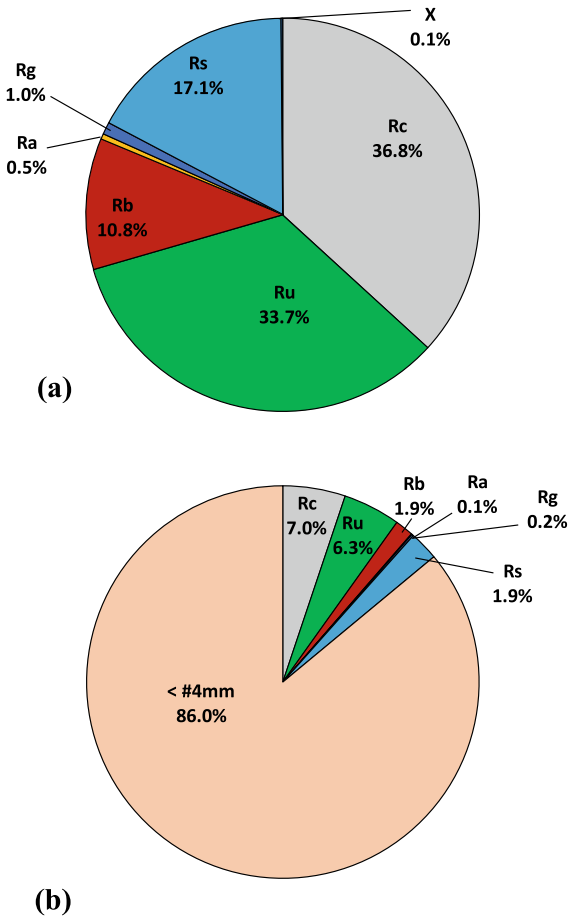 X
0.1%
Rs
17.1%
Rg
1.0%
Rc
36.8%
Ra
0.5%
Rb
10.8%
Ru
33.7%
(a)
Rc
7.0%
Ru
6.3%
Rb
1.9%
Ra
0.1%
Rg
0.2%
Rs
1.9%
< #4mm
86.0%
(b)